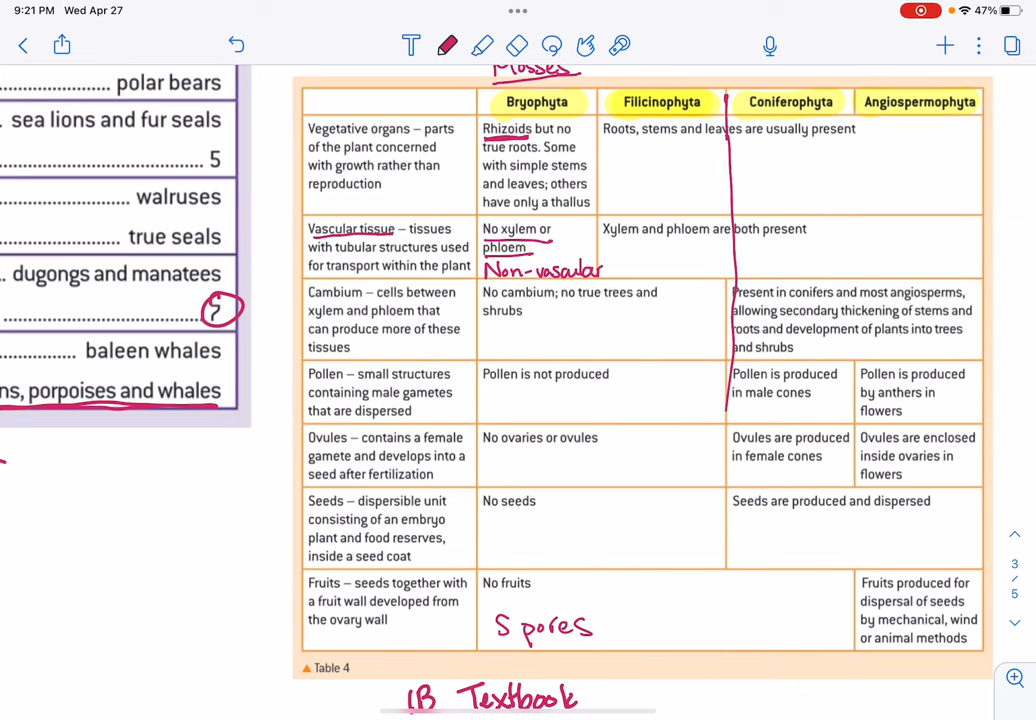 9:21 PM Wed Apr 27
47%
Mosses
........................ polar bears
. sea lions and fur seals
............................................ 5
............................ walruses
.......................... true seals
.. dugongs and manatees
............................................ 5
................ baleen whales
ns, porpoises and whales
Bryophyta Filicinophyta Coniferophyta Angiospermophyta
Vegetative organs – parts
of the plant concerned
with growth rather than
reproduction
Rhizoids but no
true roots. Some
with simple stems
and leaves; others
have only a thallus
Roots, stems and leaves are usually present
Vascular tissue – tissues
with tubular structures used
for transport within the plant
No xylem or
phloem
Non-vascular
Xylem and phloem are both present
Cambium – cells between
xylem and phloem that
can produce more of these
tissues
No cambium; no true trees and
shrubs
Present in conifers and most angiosperms,
allowing secondary thickening of stems and
roots and development of plants into trees
and shrubs
Pollen – small structures
containing male gametes
that are dispersed
Pollen is not produced
Pollen is produced
in male cones
Pollen is produced
by anthers in
flowers
Ovules – contains a female
gamete and develops into a
seed after fertilization
No ovaries or ovules
Ovules are produced
in female cones
Ovules are enclosed
inside ovaries in
flowers
Seeds – dispersible unit
consisting of an embryo
plant and food reserves,
inside a seed coat
No seeds
Seeds are produced and dispersed
Fruits – seeds together with
a fruit wall developed from
the ovary wall
No fruits
Spores
Fruits produced for
dispersal of seeds
by mechanical, wind
or animal methods
▲ Table 4
IB Textbook
3
/
5
T